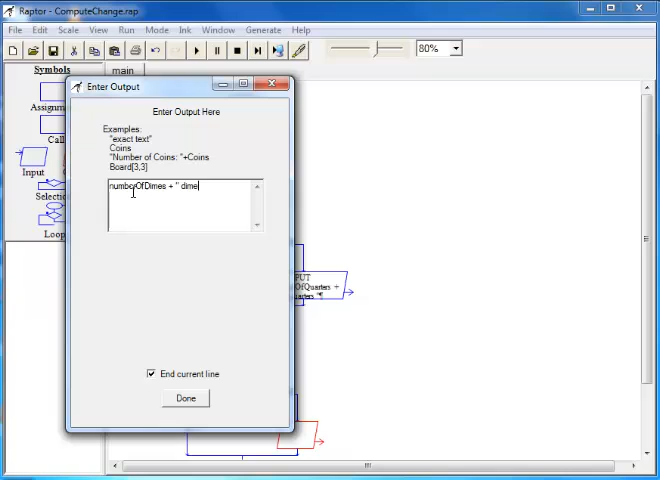 Raptor - ComputeChange.rap
File Edit Scale View Run Mode Ink Window Generate Help
80%
Symbols
main
Assignm
Call
Input
Selectio
Loop
Enter Output
Enter Output Here
Examples:
"exact text"
Coins
"Number of Coins: "+Coins
Board[3,3]
numberOfDimes + " dime
PUT
OfQuarters +
uarters "¶
End current line
Done